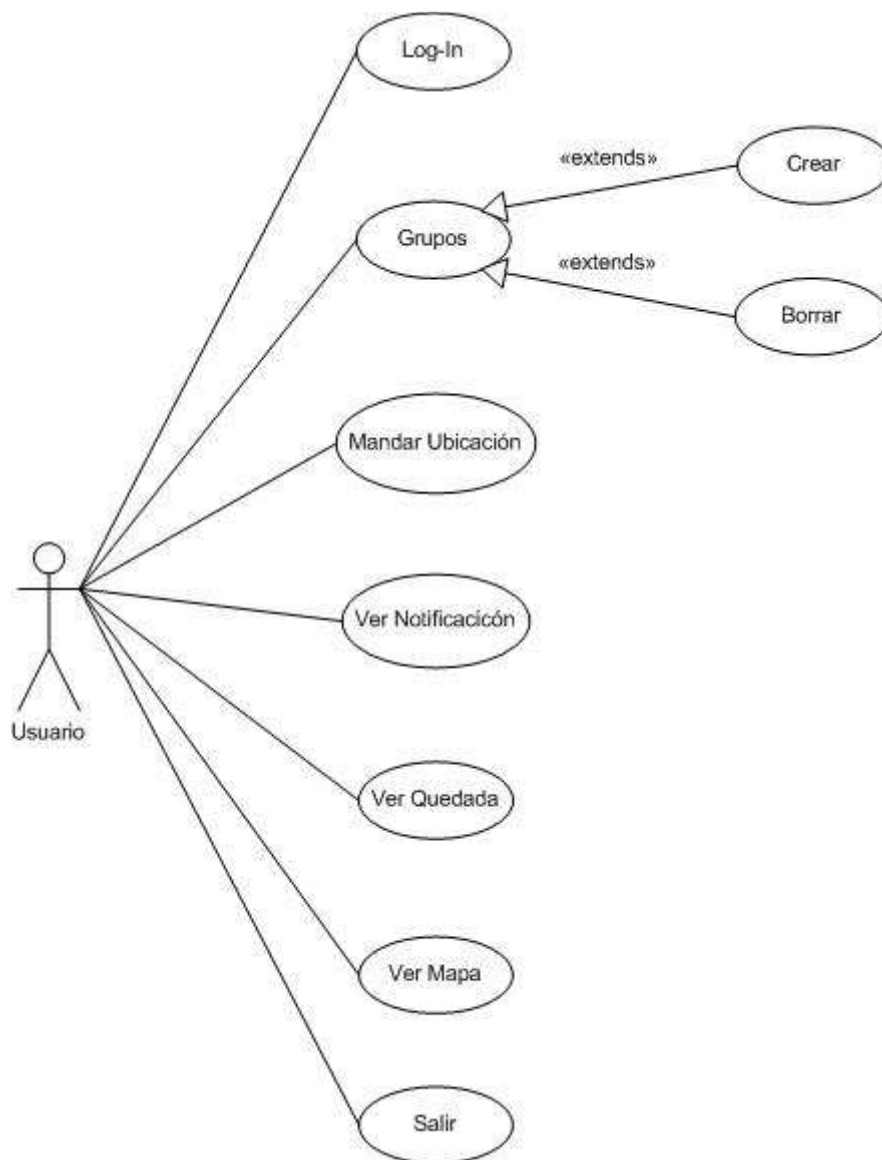 Log-In
«extends»
Crear
Grupos
«extends»
Borrar
Mandar Ubicación
Ver Notificacicón
Usuario
Ver Quedada
Ver Mapa
Salir